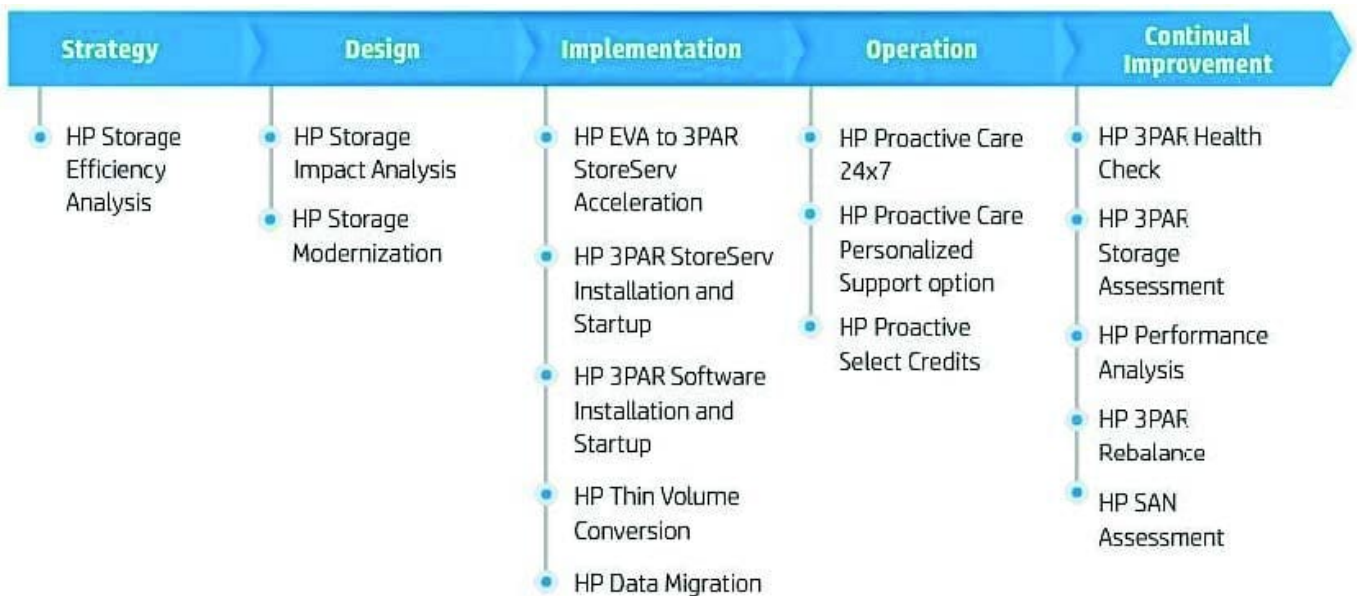 Strategy
Design
Implementation
Operation
Continual
Improvement
HP Storage
Efficiency
Analysis
HP Storage
Impact Analysis
HP Storage
Modernization
HP EVA to 3PAR
StoreServ
Acceleration
HP 3PAR StoreServ
Installation and
Startup
HP 3PAR Software
Installation and
Startup
HP Thin Volume
Conversion
HP Data Migration
HP Proactive Care
24x7
HP Proactive Care
Personalized
Support option
HP Proactive
Select Credits
HP 3PAR Health
Check
HP 3PAR
Storage
Assessment
HP Performance
Analysis
HP 3PAR
Rebalance
HP SAN
Assessment